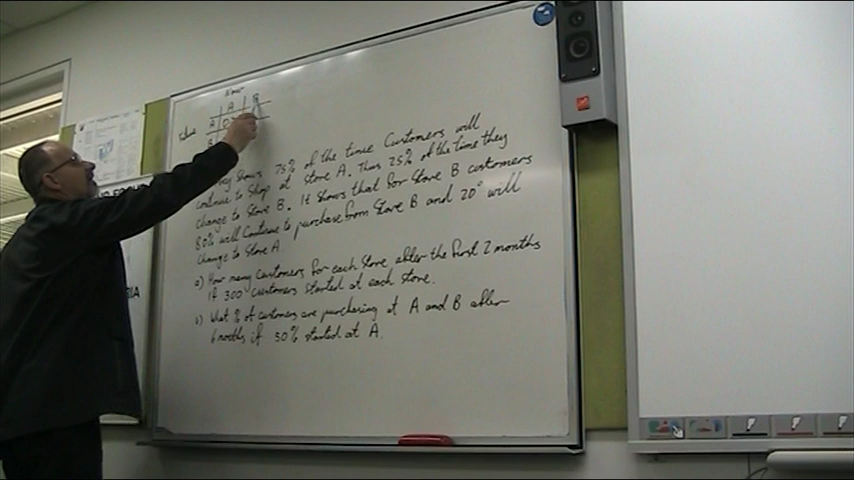 A B
A
B
shows 75% of the time Customers will
continue to Shop at store A. Thus 25% of the time they
change to Store B. It shows that for Store B customers
80% will Continue to purchase from Store B and 20% will
change to Store A
a) How many customers for each store after the first 2 months
if 300 customers started at each store.
b) What % of customers are purchasing at A and B after
6 months if 50% started at A.